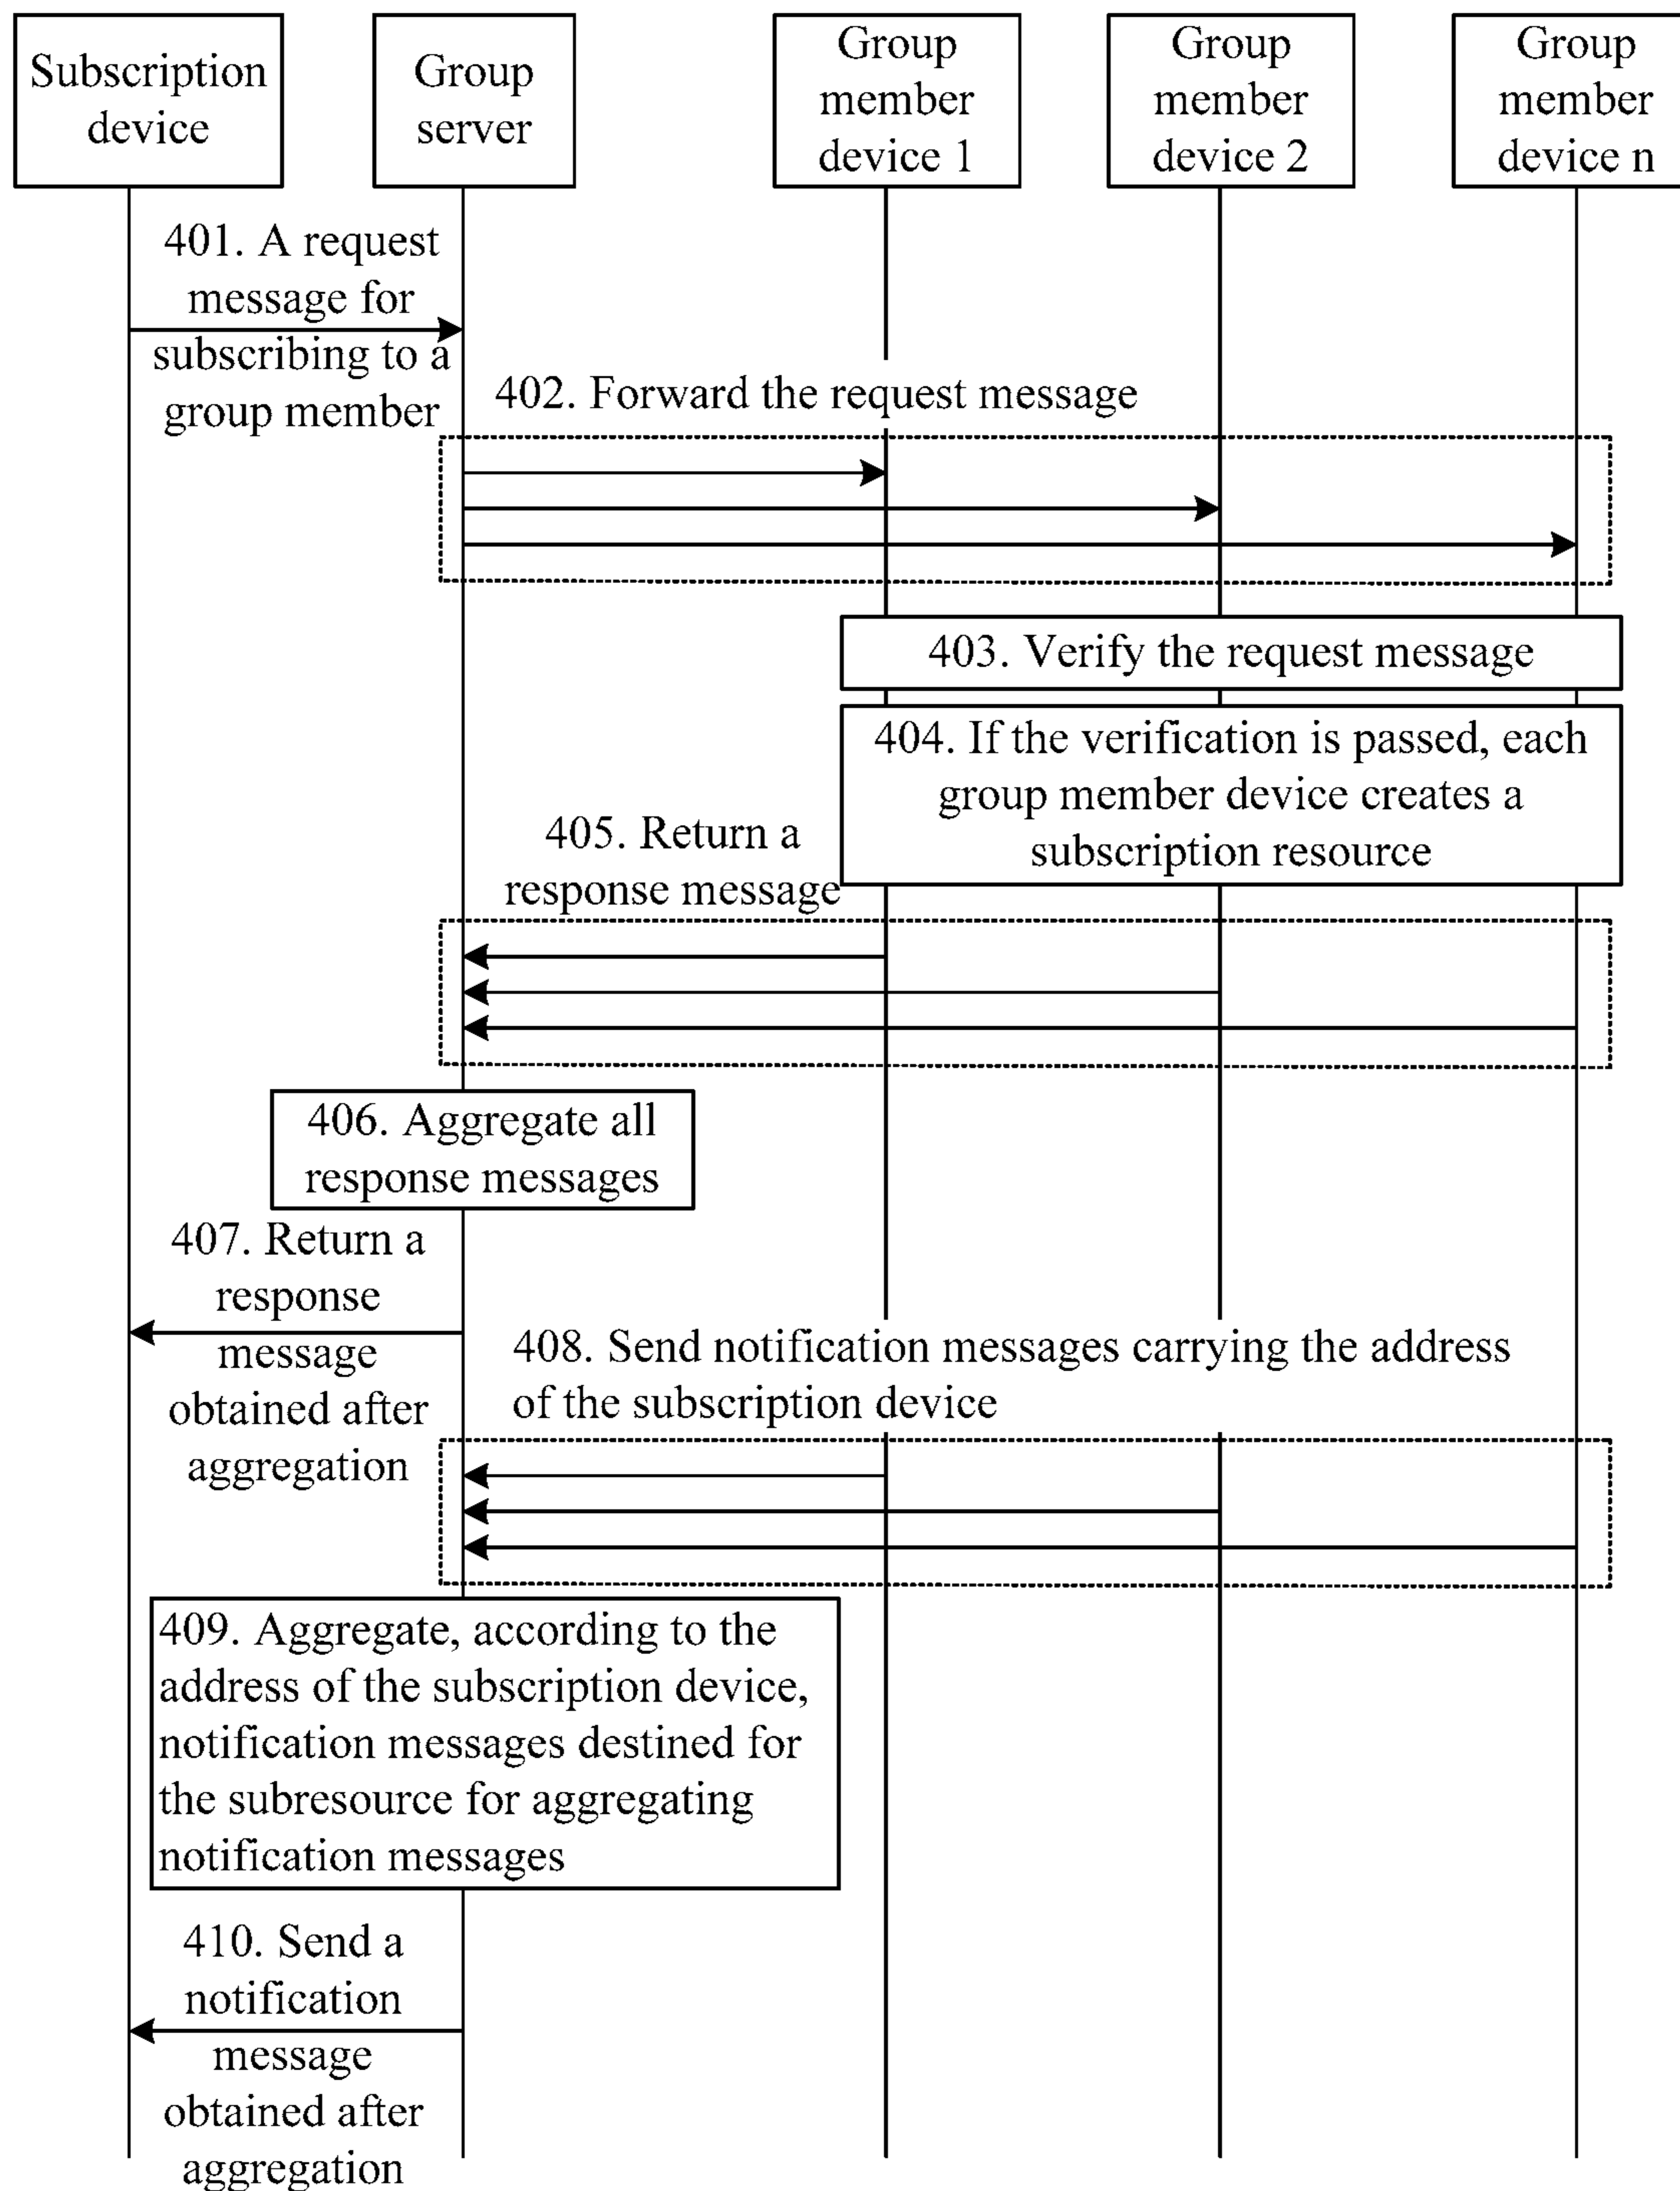 Subscription
device
Group
server
Group
member
device 1
Group
member
device 2
Group
member
device n
401. A request
message for
subscribing to a
group member
402. Forward the request message
403. Verify the request message
404. If the verification is passed, each
group member device creates a
subscription resource
405. Return a
response message
406. Aggregate all
response messages
407. Return a
response
message
obtained after
aggregation
408. Send notification messages carrying the address
of the subscription device
409. Aggregate, according to the
address of the subscription device,
notification messages destined for
the subresource for aggregating
notification messages
410. Send a
notification
message
obtained after
aggregation